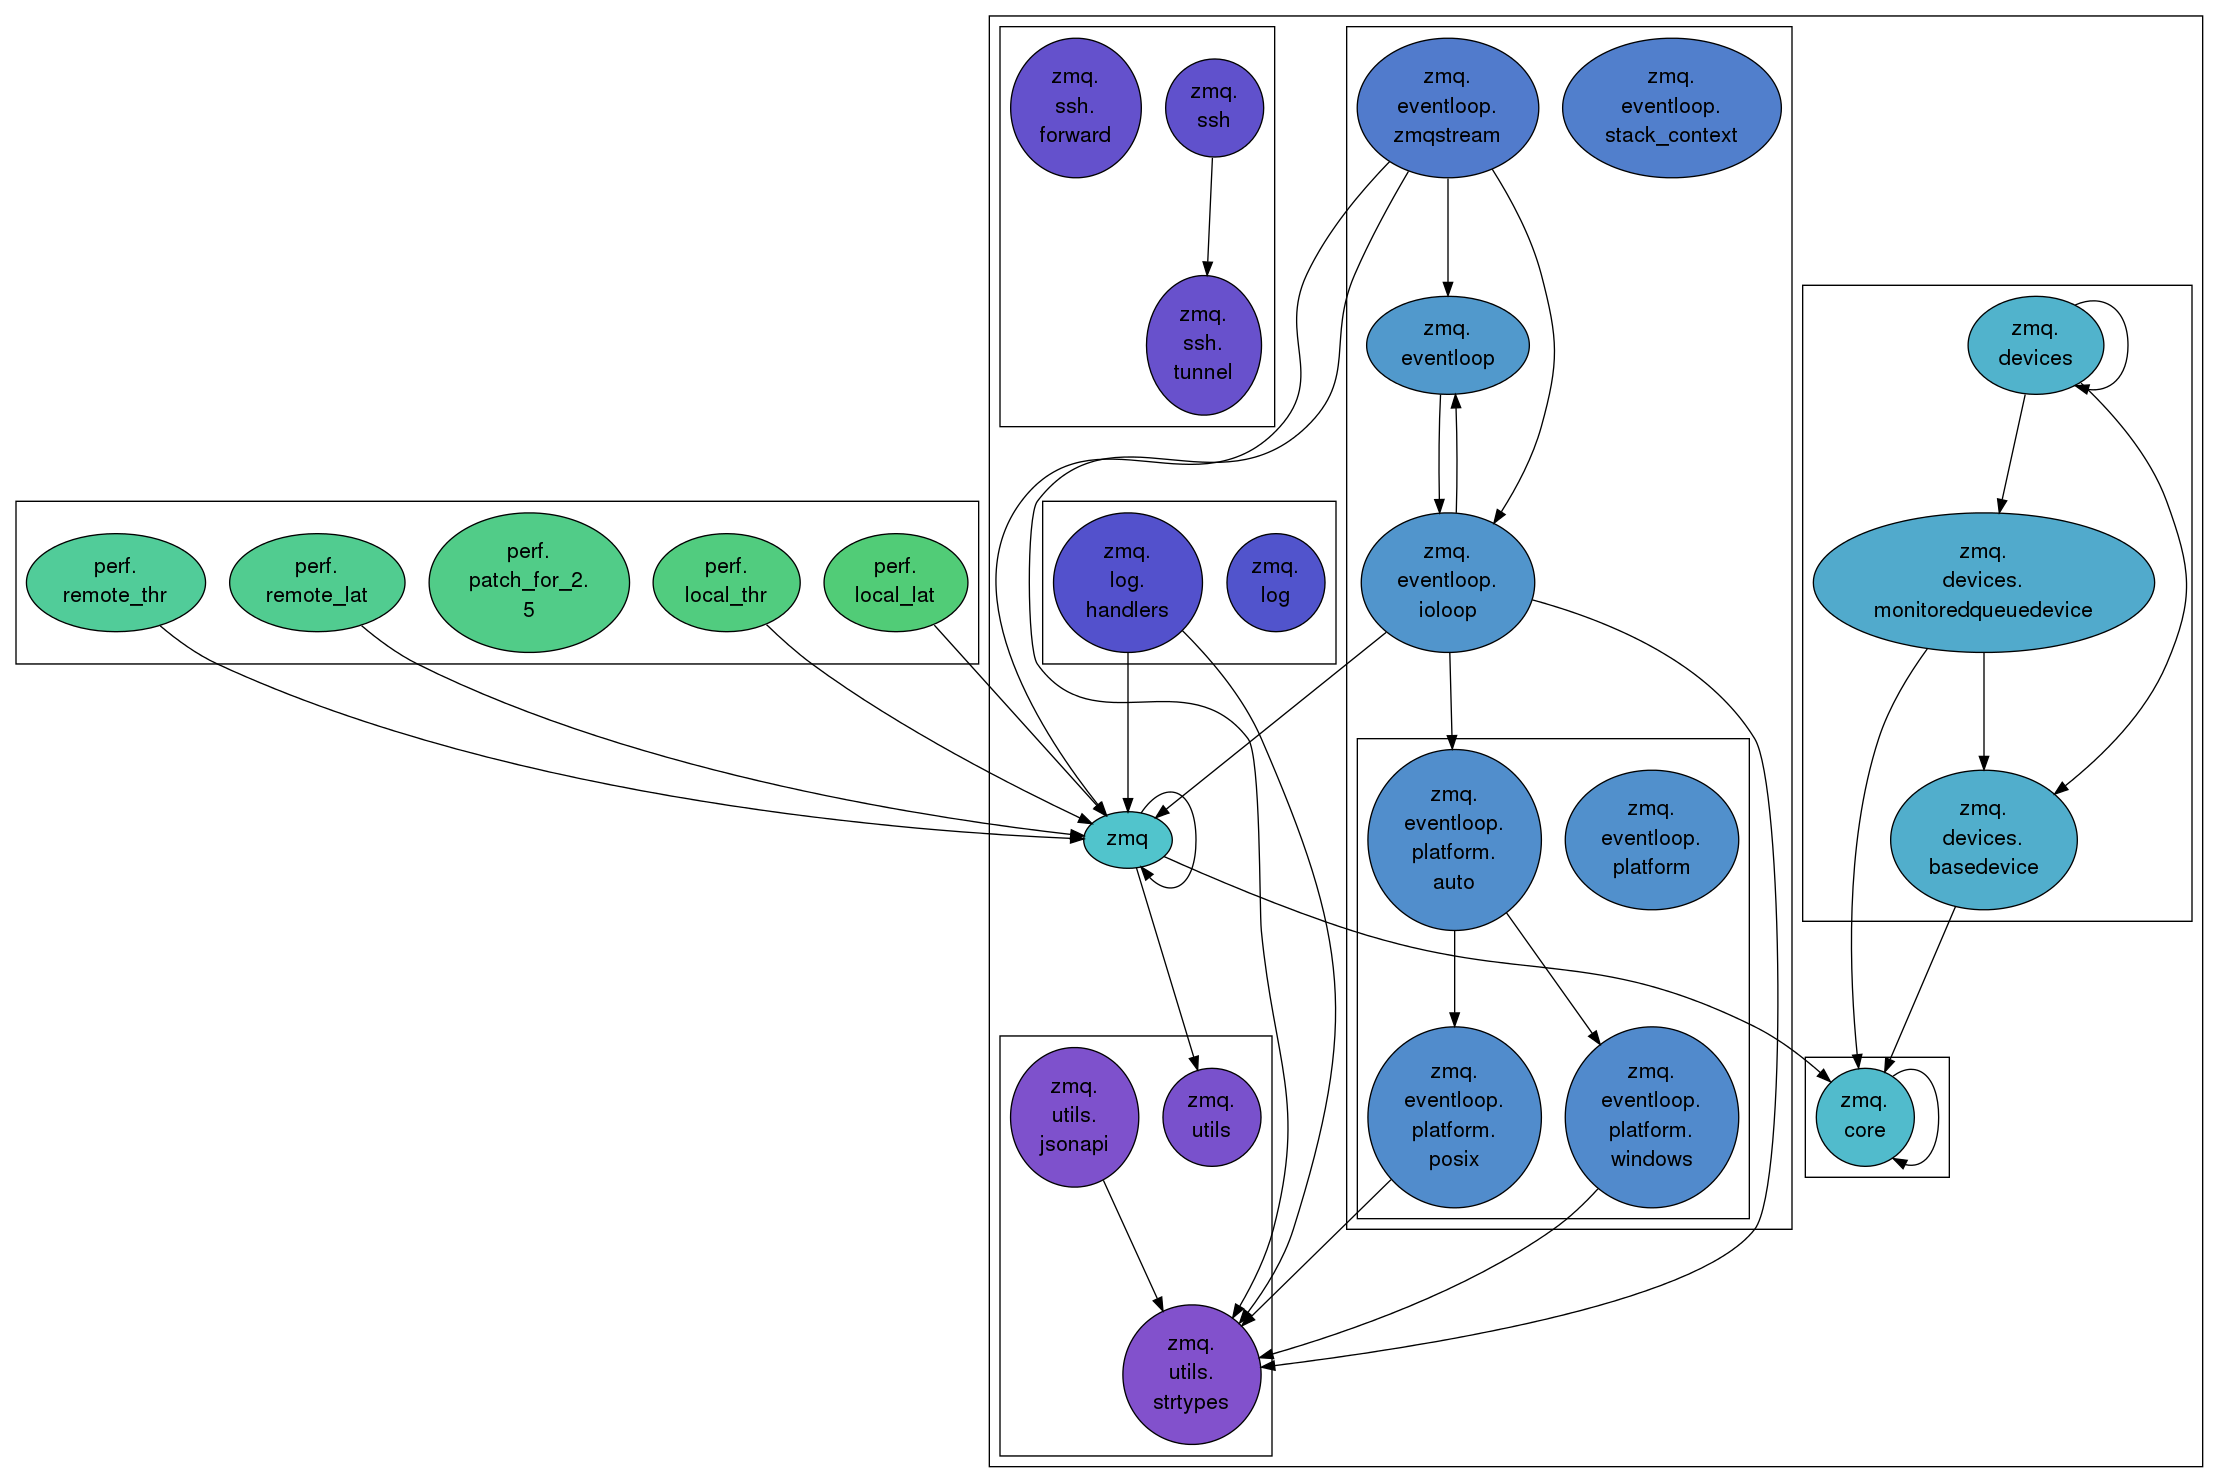 zmq.
ssh.
forward
zmq.
ssh
zmq.
eventloop.
zmqstream
zmq.
eventloop.
stack_context
zmq.
ssh.
tunnel
zmq.
eventloop
zmq.
devices
perf.
remote_thr
perf.
remote_lat
perf.
patch_for_2.
5
perf.
local_thr
perf.
local_lat
zmq.
log.
handlers
zmq.
log
zmq.
eventloop.
ioloop
zmq.
devices.
monitoredqueuedevice
zmq
zmq.
eventloop.
platform.
auto
zmq.
eventloop.
platform
zmq.
devices.
basedevice
zmq.
utils.
jsonapi
zmq.
utils
zmq.
eventloop.
platform.
posix
zmq.
eventloop.
platform.
windows
zmq.
core
zmq.
utils.
strtypes